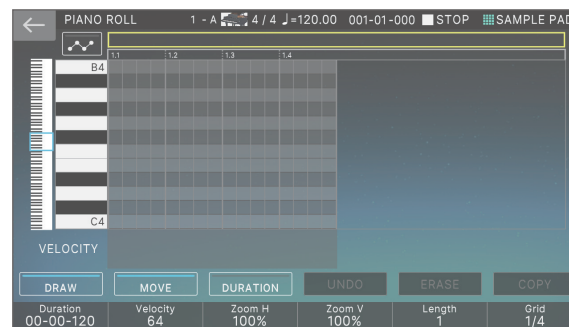 PIANO ROLL 1 - A 4 / 4 ♩=120.00 001-01-000 STOP SAMPLE PAD
1.1 1.2 1.3 1.4
B4
C4
VELOCITY
DRAW MOVE DURATION UNDO ERASE COPY
Duration Velocity Zoom H Zoom V Length Grid
00-00-120 64 100% 100% 1 1/4